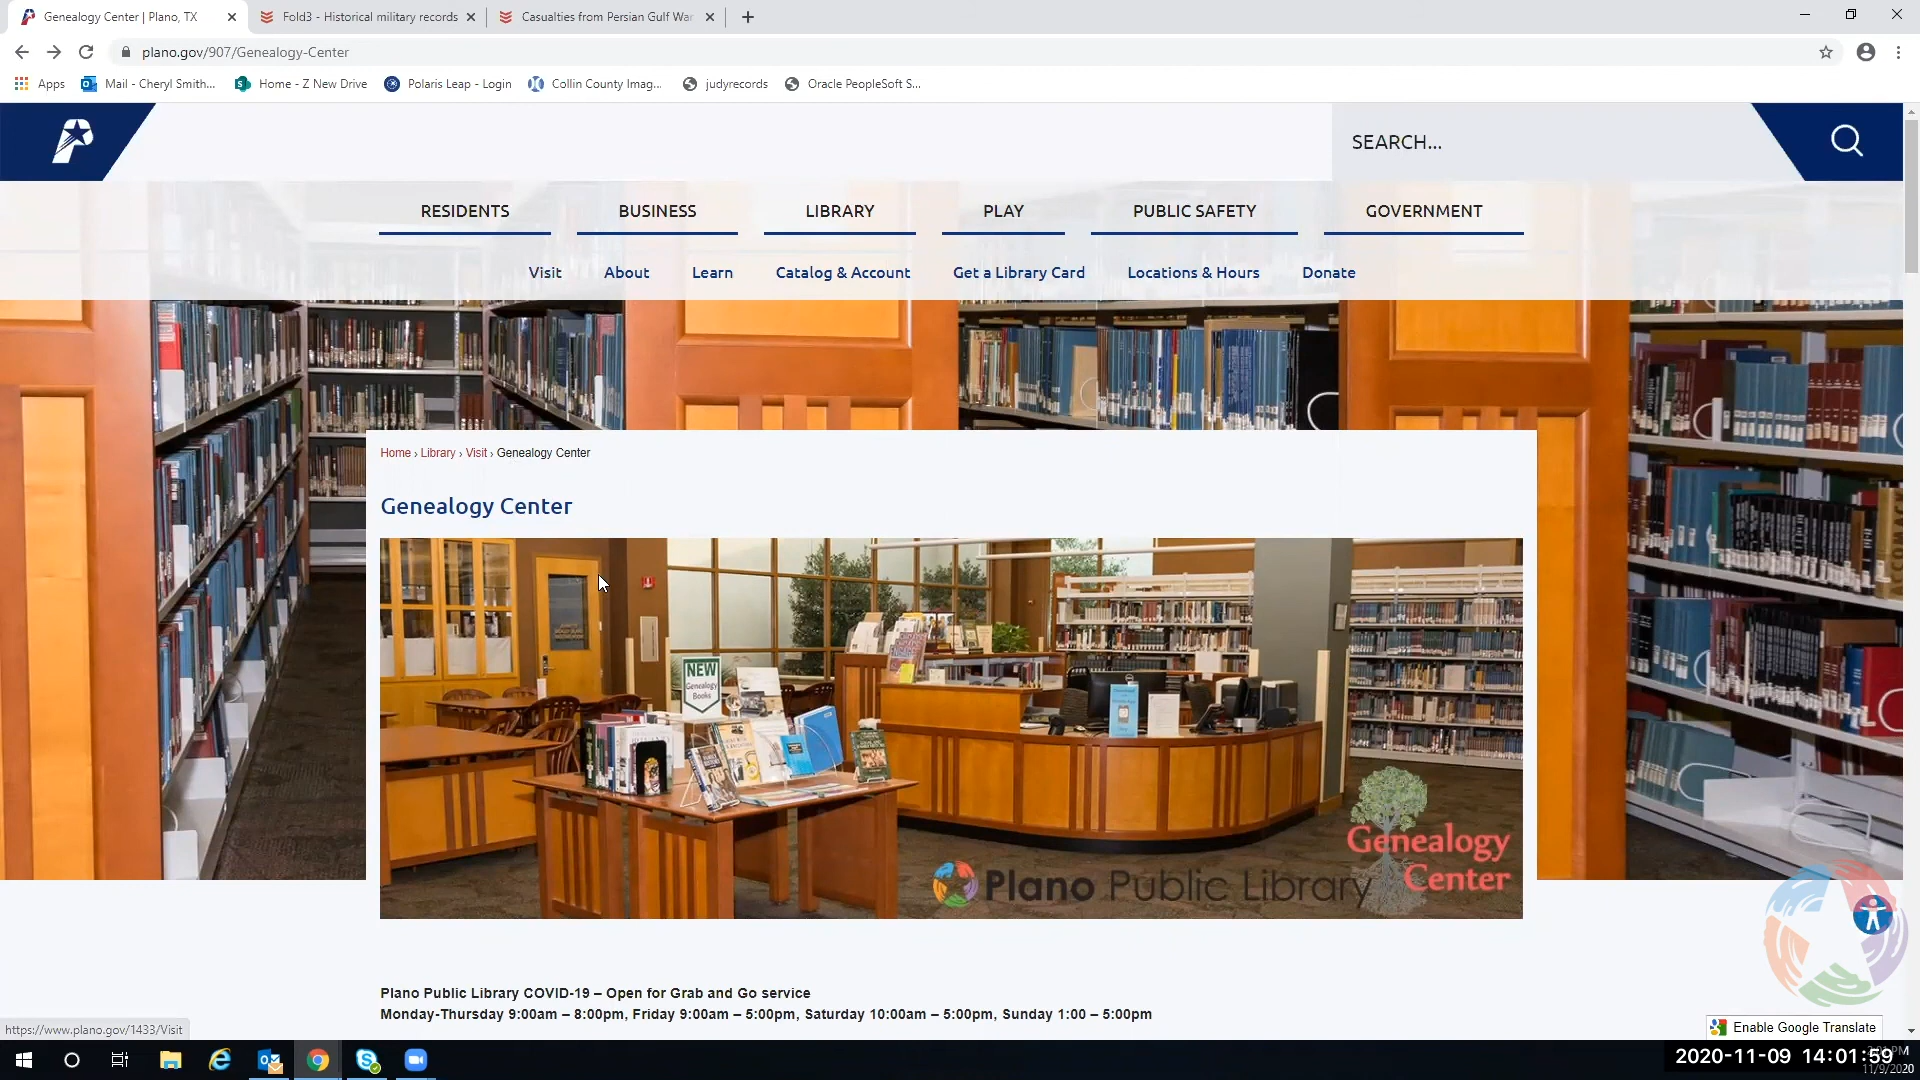 Genealogy Center | Plano, TX
Fold3 - Historical military records
Casualties from Persian Gulf War
plano.gov/907/Genealogy-Center
Apps
Mail - Cheryl Smith...
Home - Z New Drive
Polaris Leap - Login
Collin County Imag...
judyrecords
Oracle PeopleSoft S...
SEARCH...
RESIDENTS
BUSINESS
LIBRARY
PLAY
PUBLIC SAFETY
GOVERNMENT
Visit
About
Learn
Catalog & Account
Get a Library Card
Locations & Hours
Donate
Home › Library › Visit › Genealogy Center
Genealogy Center
NEW
Genealogy
Books
Genealogy
Center
Plano Public Library
Plano Public Library COVID-19 – Open for Grab and Go service
Monday-Thursday 9:00am – 8:00pm, Friday 9:00am – 5:00pm, Saturday 10:00am – 5:00pm, Sunday 1:00 – 5:00pm
https://www.plano.gov/1433/Visit
Enable Google Translate
2020-11-09 14:01:59
11/9/2020